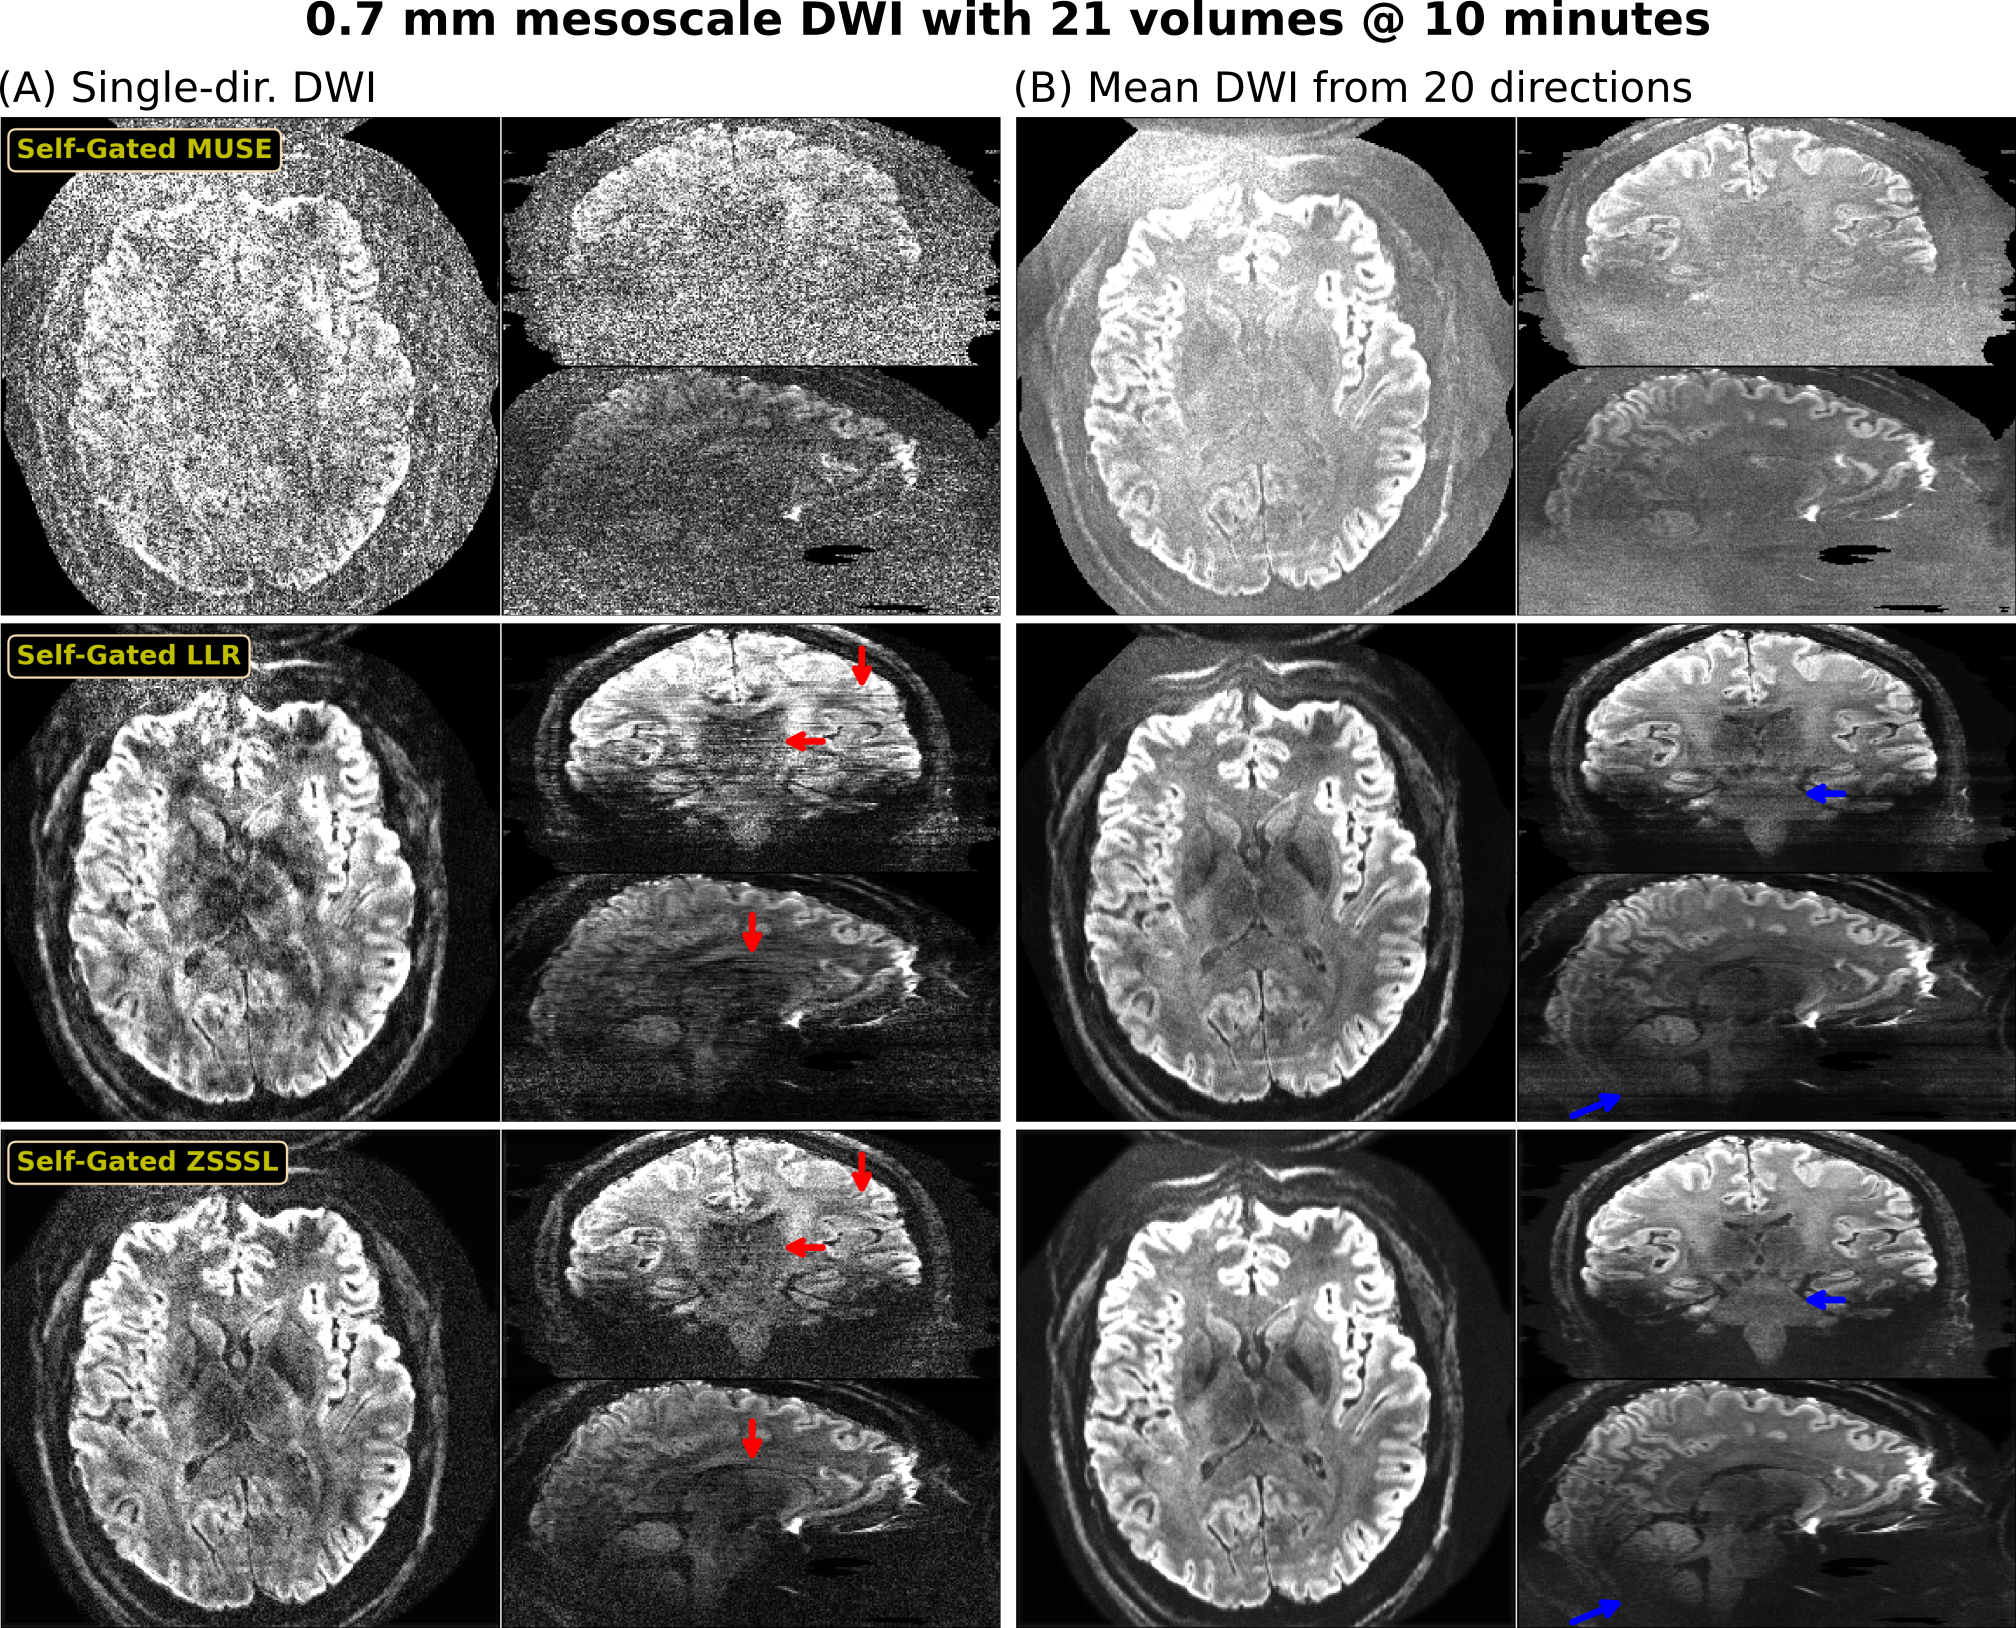 0.7 mm mesoscale DWI with 21 volumes @ 10 minutes
(A) Single-dir. DWI
(B) Mean DWI from 20 directions
Self-Gated MUSE
Self-Gated LLR
Self-Gated ZSSSL